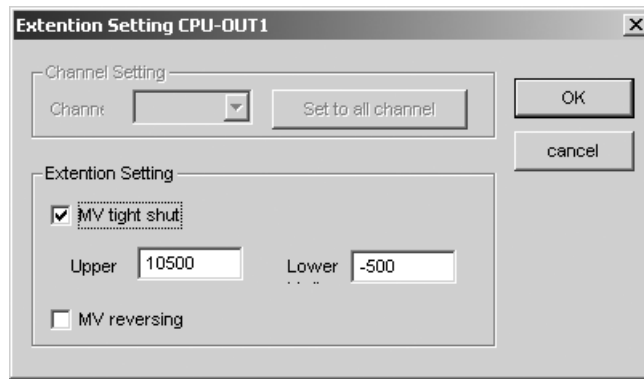 Extention Setting CPU-OUT1
Channel Setting
Channe
Set to all channel
OK
cancel
Extention Setting
MV tight shut
Upper 10500 Lower -500
MV reversing